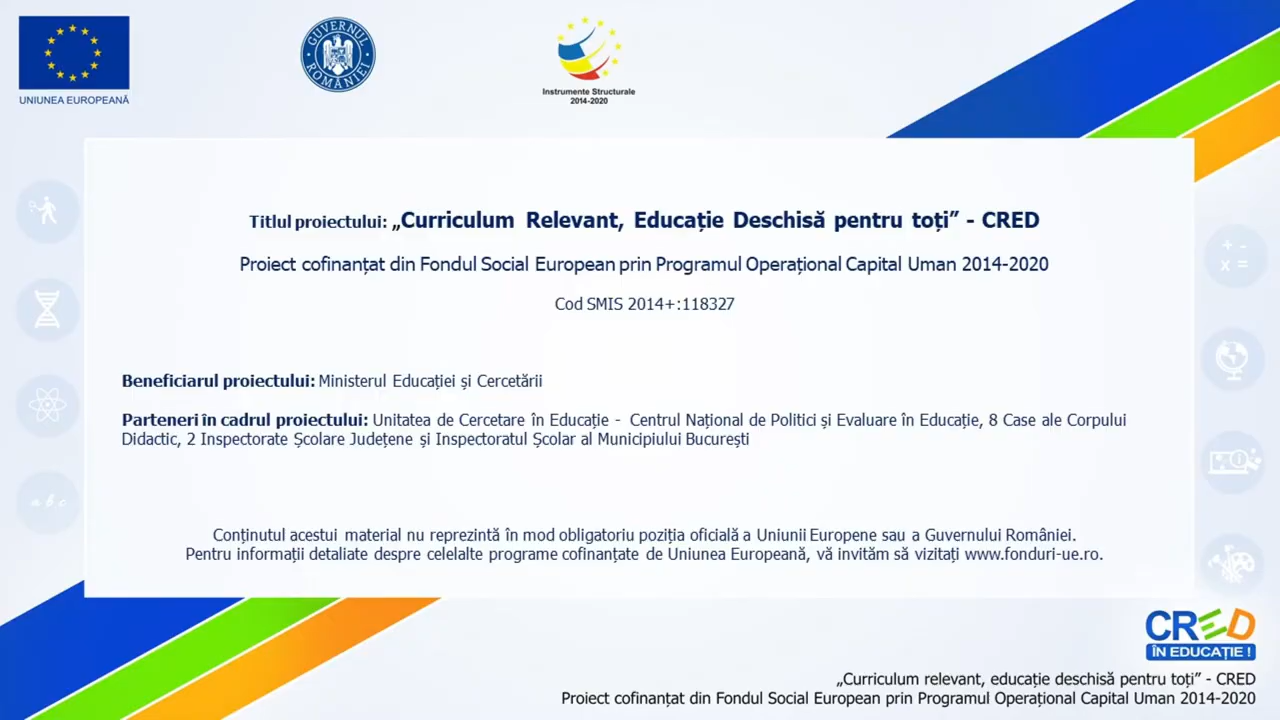 UNIUNEA EUROPEANĂ
GUVERNUL ROMÂNIEI
Instrumente Structurale
2014-2020
Titlul proiectului: „Curriculum Relevant, Educație Deschisă pentru toți” - CRED
Proiect cofinanțat din Fondul Social European prin Programul Operațional Capital Uman 2014-2020
Cod SMIS 2014+:118327
Beneficiarul proiectului: Ministerul Educației și Cercetării
Parteneri în cadrul proiectului: Unitatea de Cercetare în Educație - Centrul Național de Politici și Evaluare în Educație, 8 Case ale Corpului
Didactic, 2 Inspectorate Școlare Județene și Inspectoratul Școlar al Municipiului București
a b c
Conținutul acestui material nu reprezintă în mod obligatoriu poziția oficială a Uniunii Europene sau a Guvernului României.
Pentru informații detaliate despre celelalte programe cofinanțate de Uniunea Europeană, vă invităm să vizitați www.fonduri-ue.ro.
CRED
ÎN EDUCAȚIE !
„Curriculum relevant, educație deschisă pentru toți” - CRED
Proiect cofinanțat din Fondul Social European prin Programul Operațional Capital Uman 2014-2020